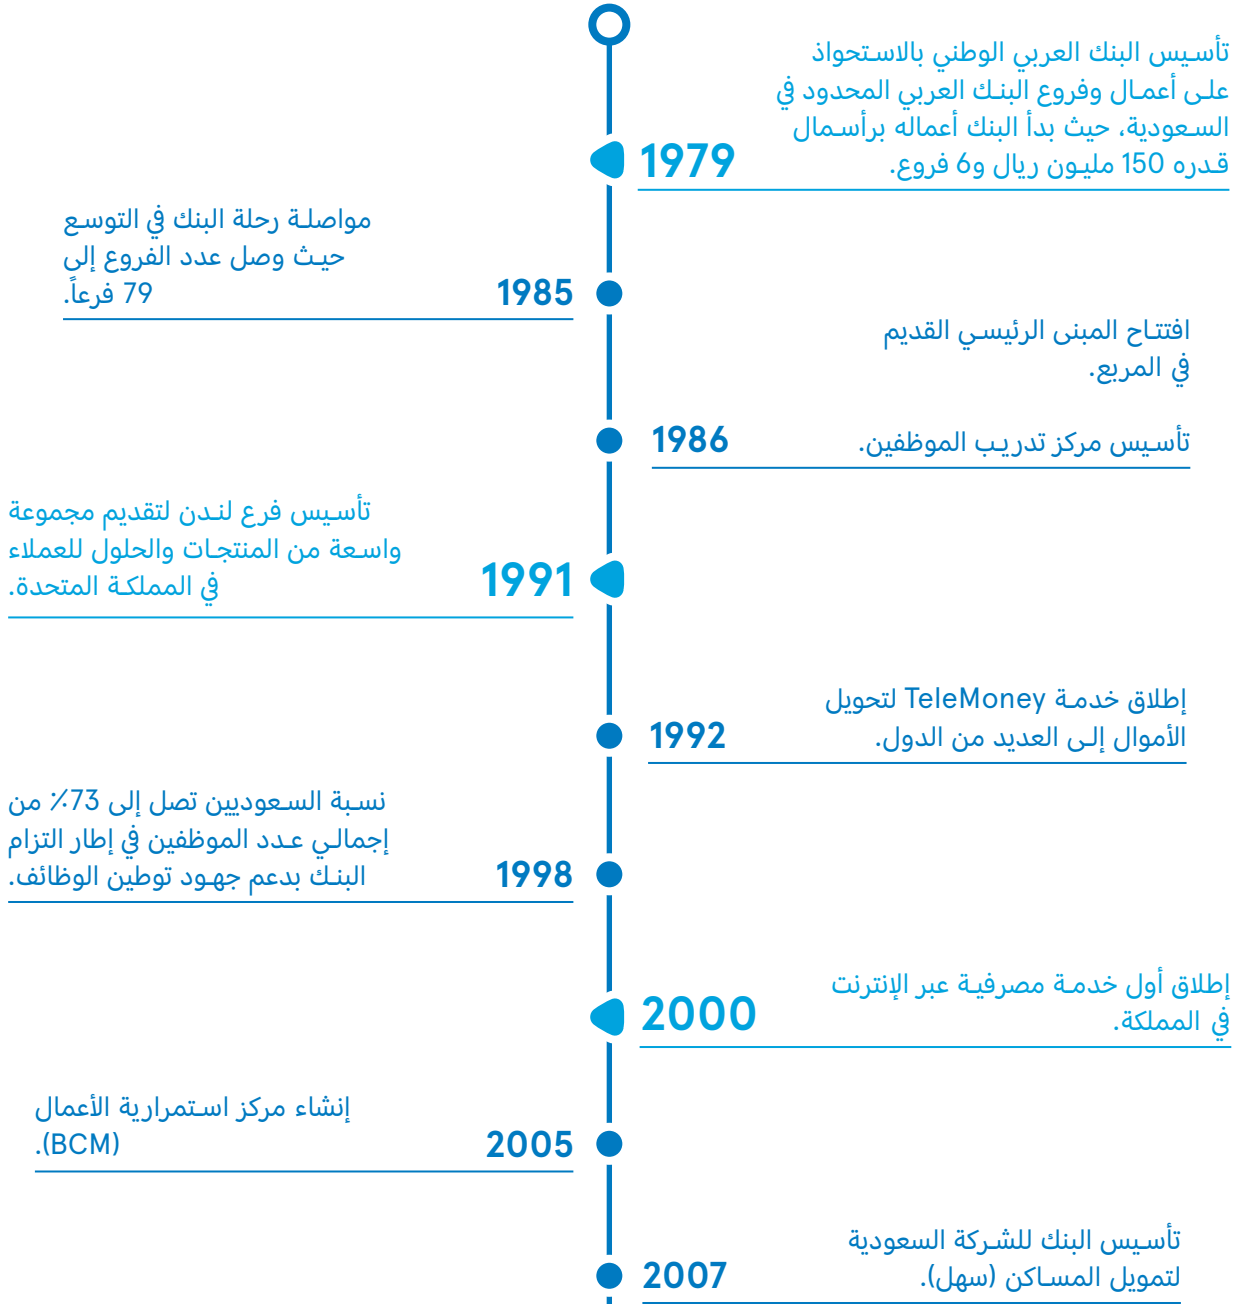 تأسيس البنك العربي الوطني بالاستحواذ
على أعمال وفروع البنك العربي المحدود في
السعودية، حيث بدأ البنك أعماله برأسمال
قدره 150 مليون ريال و6 فروع.
1979
مواصلة رحلة البنك في التوسع
حيث وصل عدد الفروع إلى
79 فرعاً.
1985
افتتاح المبنى الرئيسي القديم
في المربع.
تأسيس مركز تدريب الموظفين.
1986
تأسيس فرع لندن لتقديم مجموعة
واسعة من المنتجات والحلول للعملاء
في المملكة المتحدة.
1991
إطلاق خدمة TeleMoney لتحويل
الأموال إلى العديد من الدول.
1992
نسبة السعوديين تصل إلى 73٪ من
إجمالي عدد الموظفين في إطار التزام
البنك بدعم جهود توطين الوظائف.
1998
إطلاق أول خدمة مصرفية عبر الإنترنت
في المملكة.
2000
إنشاء مركز استمرارية الأعمال
(BCM).
2005
تأسيس البنك للشركة السعودية
لتمويل المساكن (سهل).
2007